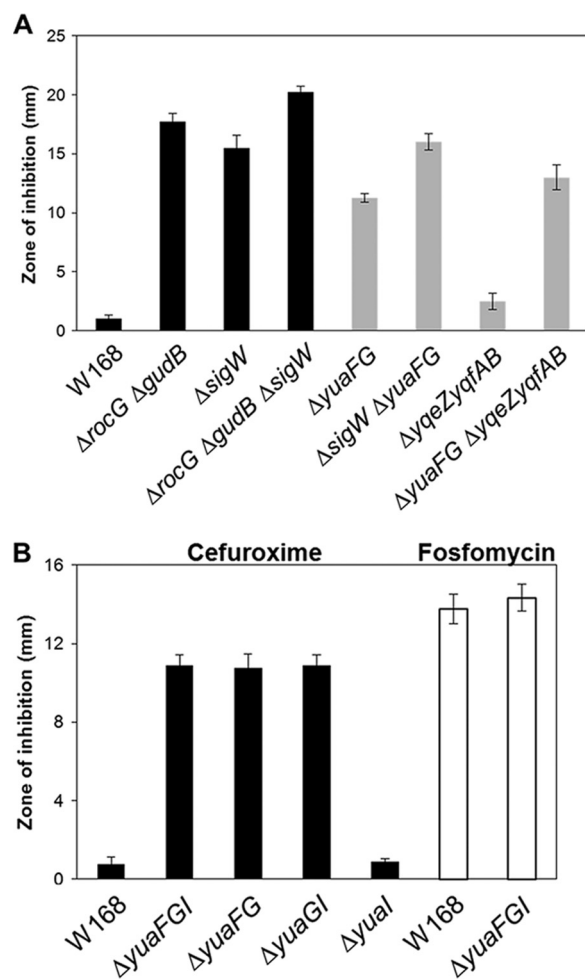 A
Zone of inhibition (mm)
25
20
15
10
5
0
W168
ΔrocG ΔgudB
ΔsigW
ΔrocG ΔgudB ΔsigW
ΔyuaFG
ΔsigW ΔyuaFG
ΔyqeZyqfAB
ΔyuaFG ΔyqeZyqfAB
B
Cefuroxime Fosfomycin
Zone of inhibition (mm)
16
12
8
4
0
W168
ΔyuaFGI
ΔyuaFG
ΔyuaGI
ΔyuaI
W168
ΔyuaFGI